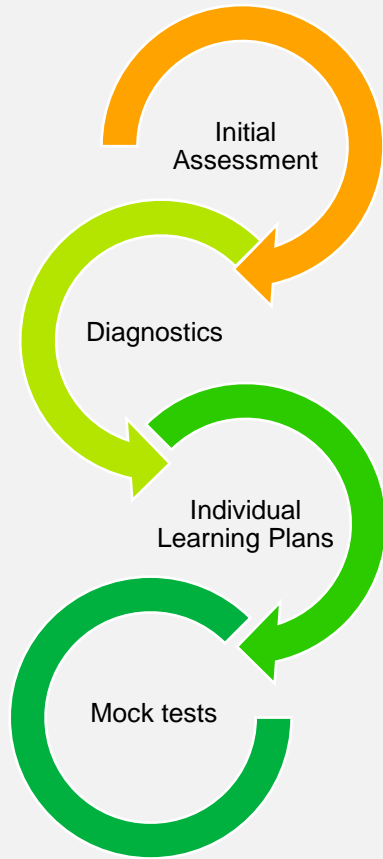 Initial
Assessment
Diagnostics
Individual
Learning Plans
Mock tests